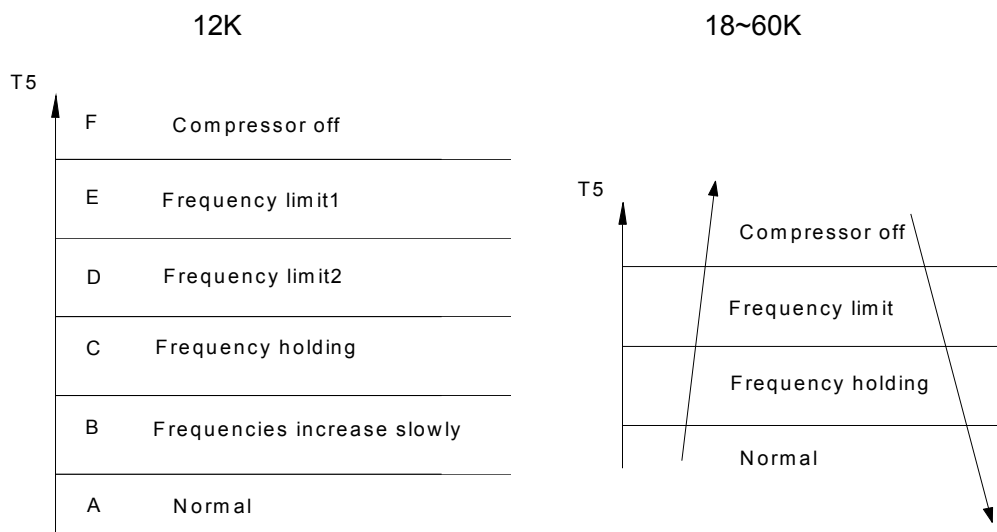 12K
T5
F Compressor off
E Frequency limit1
D Frequency limit2
C Frequency holding
B Frequencies increase slowly
A Normal
18~60K
T5
Compressor off
Frequency limit
Frequency holding
Normal